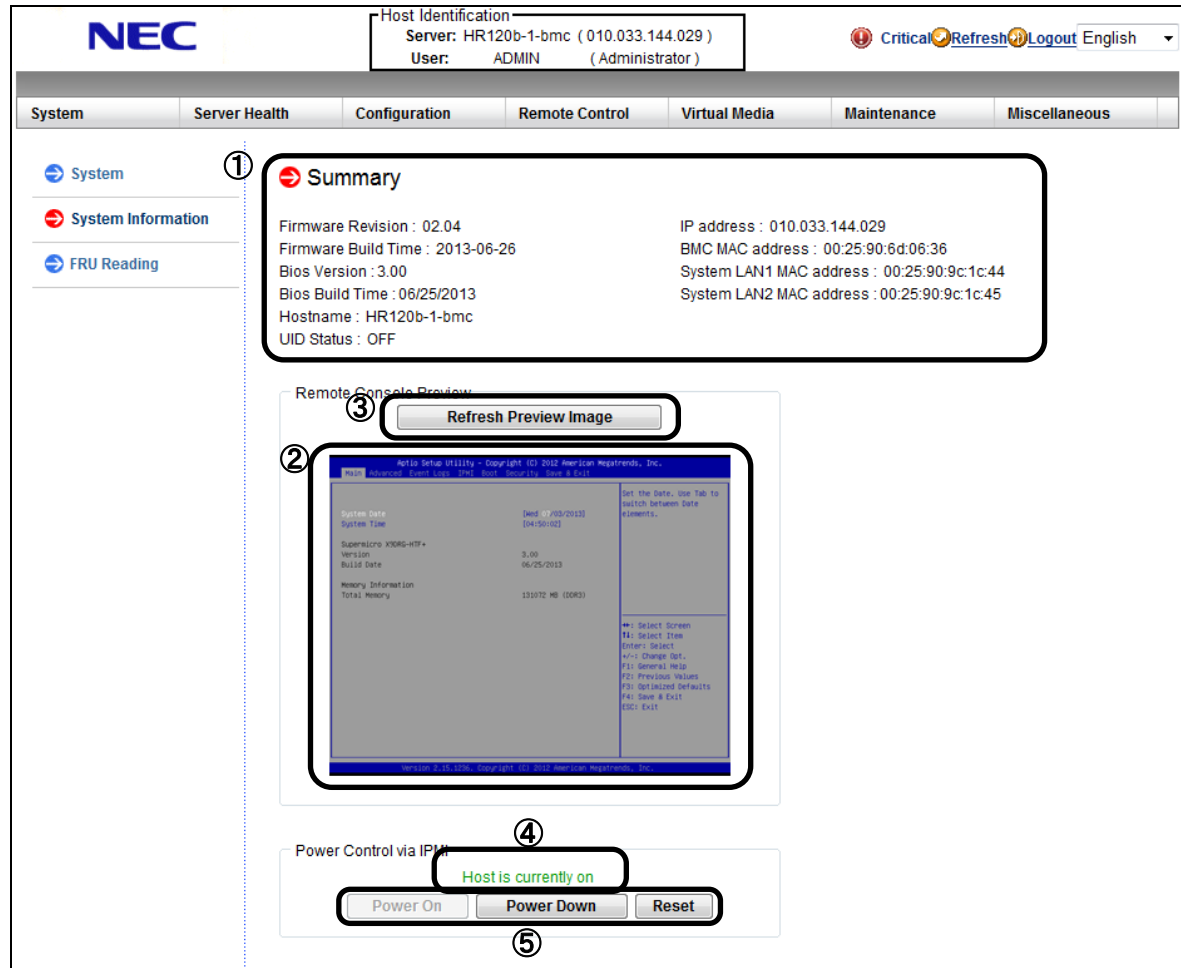 NEC
Host Identification
Server: HR120b-1-bmc ( 010.033.144.029 )
User: ADMIN ( Administrator )
Critical Refresh Logout English
System Server Health Configuration Remote Control Virtual Media Maintenance Miscellaneous
System
System Information
FRU Reading
①
Summary
Firmware Revision : 02.04
Firmware Build Time : 2013-06-26
Bios Version : 3.00
Bios Build Time : 06/25/2013
Hostname : HR120b-1-bmc
UID Status : OFF
IP address : 010.033.144.029
BMC MAC address : 00:25:90:6d:06:36
System LAN1 MAC address : 00:25:90:9c:1c:44
System LAN2 MAC address : 00:25:90:9c:1c:45
Remote Console Preview
③
Refresh Preview Image
②
Aptio Setup Utility - Copyright (C) 2012 American Megatrends, Inc.
Main Advanced Event Logs IPMI Boot Security Save & Exit
System Date [Wed 07/03/2013]
System Time [04:50:02]
Supermicro X9DRG-HTF+
Version 3.00
Build Date 06/25/2013
Memory Information
Total Memory 131072 MB (DDR3)
Set the Date. Use Tab to
switch between Date
elements.
↔: Select Screen
↑↓: Select Item
Enter: Select
+/-: Change Opt.
F1: General Help
F2: Previous Values
F3: Optimized Defaults
F4: Save & Exit
ESC: Exit
Version 2.15.1236. Copyright (C) 2012 American Megatrends, Inc.
④
Power Control via IPMI
Host is currently on
Power On Power Down Reset
⑤